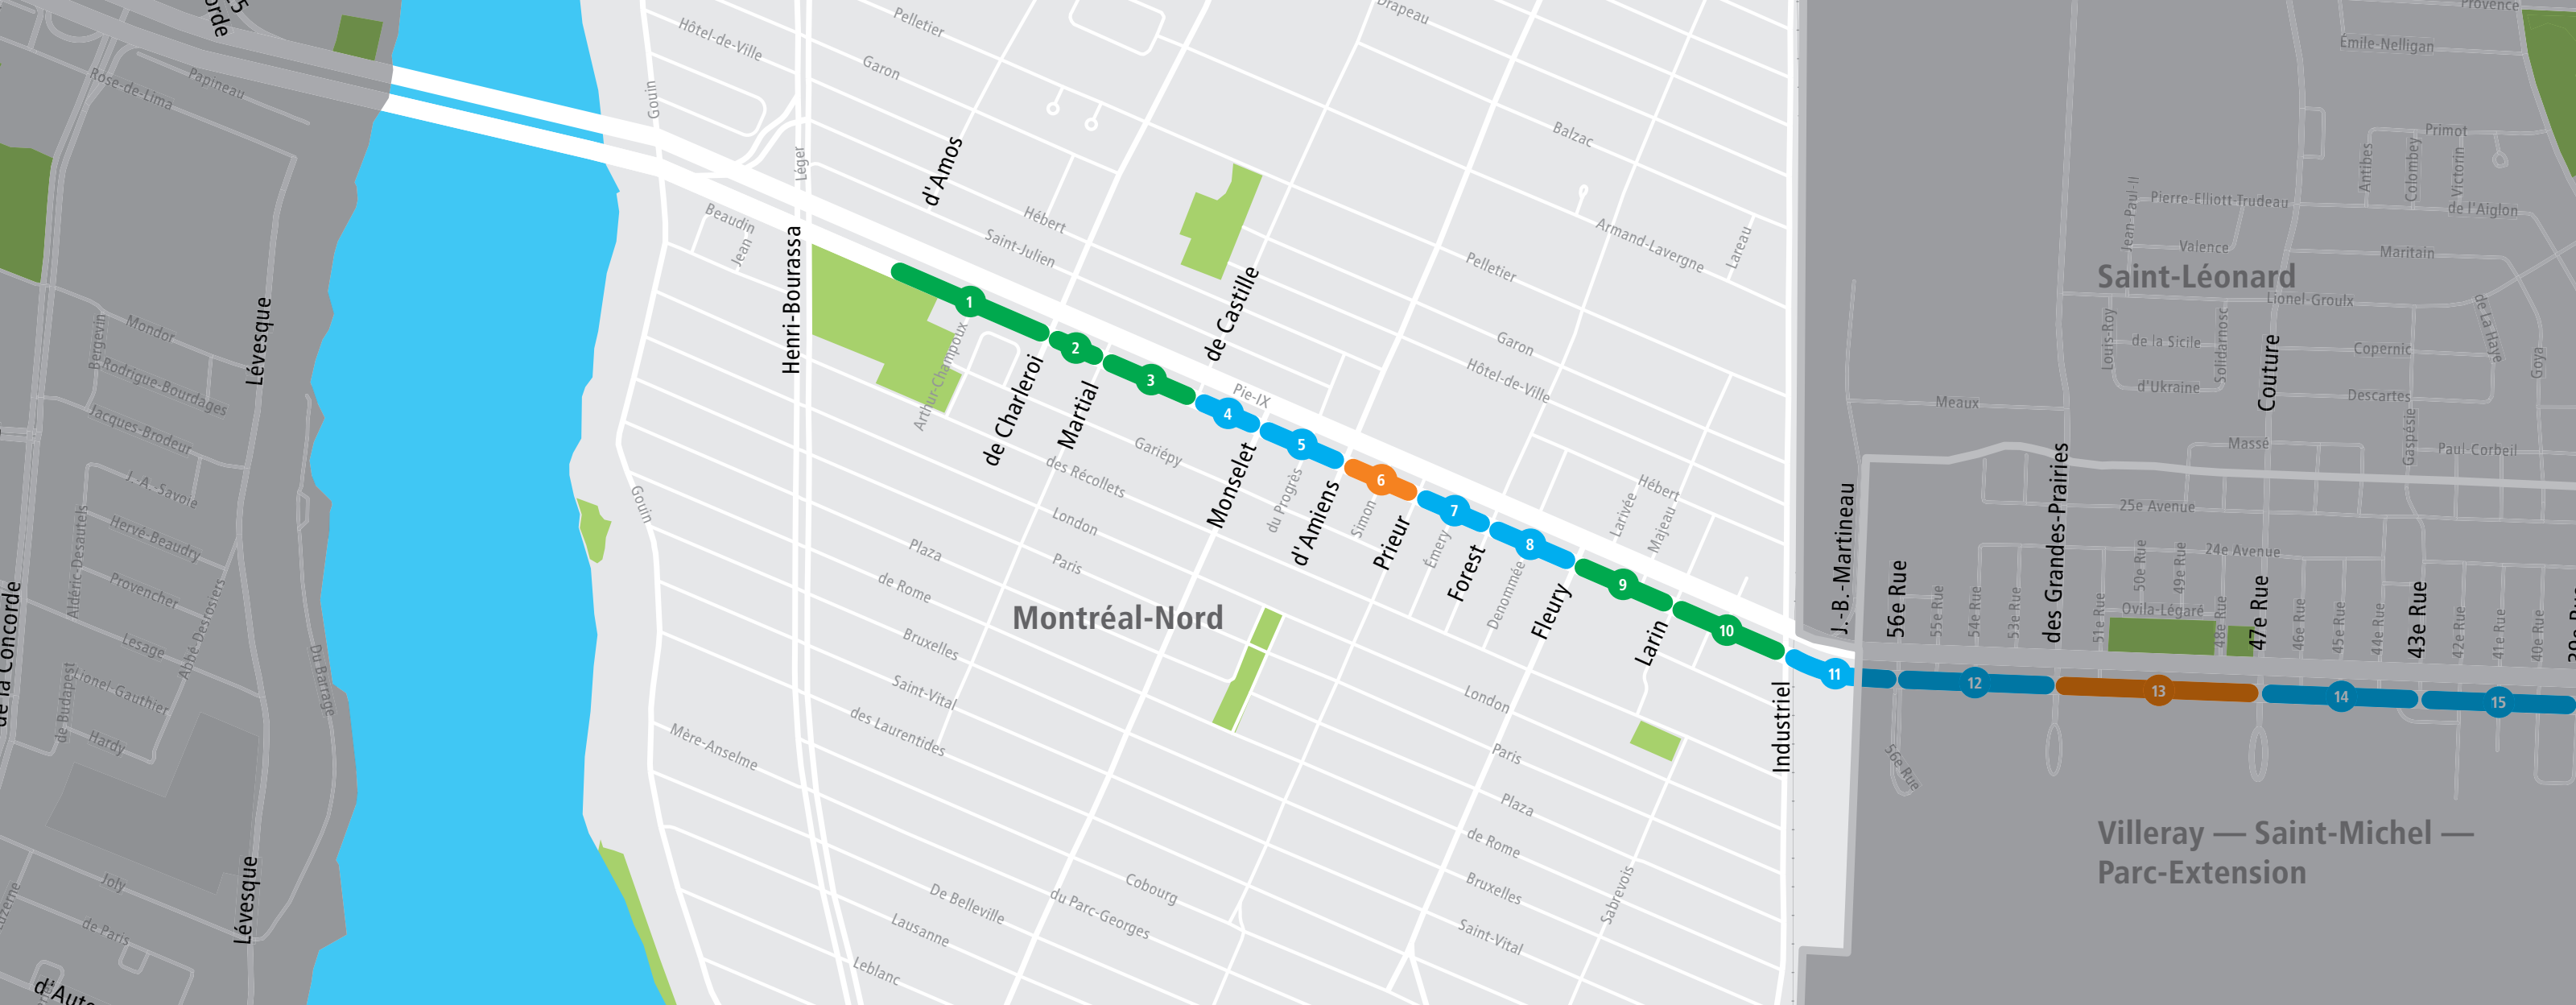 Hôtel-de-Ville
Pelletier
Drapeau
Provence
Émile-Nelligan
Garon
Rose-de-Lima
Papineau
Gouin
Léger
d'Amos
Balzac
Primot
Antibes
Colombey
Victorin
Beaudin
Jean
Hébert
Saint-Julien
Armand-Lavergne
Lareau
Jean-Paul-II
Pierre-Elliott-Trudeau
de l'Aiglon
Valence
Maritain
Pelletier
Saint-Léonard
Lionel-Groulx
de La Haye
Henri-Bourassa
1
de Castille
Lévesque
Mondor
Bergevin
Rodrigue-Bourdages
Jacques-Brodeur
J.-A.-Savoie
Hervé-Beaudry
Aldéric-Desautels
Provencher
Abbé-Desrosiers
Lesage
Lionel-Gauthier
de Budapest
Hardy
Du Barrage
de la Concorde
Arthur-Champoux
2
3
4
5
6
7
8
9
10
11
12
13
14
15
de Charleroi
Martial
Pie-IX
Garon
Hôtel-de-Ville
Louis-Roy
de la Sicile
Solidarnosc
d'Ukraine
Couture
Copernic
Descartes
Goya
Meaux
Massé
Gaspésie
Paul-Corbeil
Gariépy
des Récollets
Monselet
du Progrès
d'Amiens
Simon
Prieur
Émery
Forest
Denommée
Fleury
Larivée
Hébert
Majeau
Larin
Industriel
J.-B.-Martineau
56e Rue
55e Rue
54e Rue
53e Rue
des Grandes-Prairies
51e Rue
50e Rue
49e Rue
48e Rue
47e Rue
46e Rue
45e Rue
44e Rue
43e Rue
42e Rue
41e Rue
40e Rue
39e Rue
25e Avenue
24e Avenue
Ovila-Légaré
56e Rue
Gouin
London
Paris
Plaza
de Rome
Montréal-Nord
Bruxelles
Saint-Vital
des Laurentides
Mère-Anselme
London
Paris
Plaza
de Rome
Bruxelles
Saint-Vital
Sabrevois
Villeray — Saint-Michel —
Parc-Extension
Cobourg
De Belleville
du Parc-Georges
Lausanne
Leblanc
Joly
de Paris
Lévesque